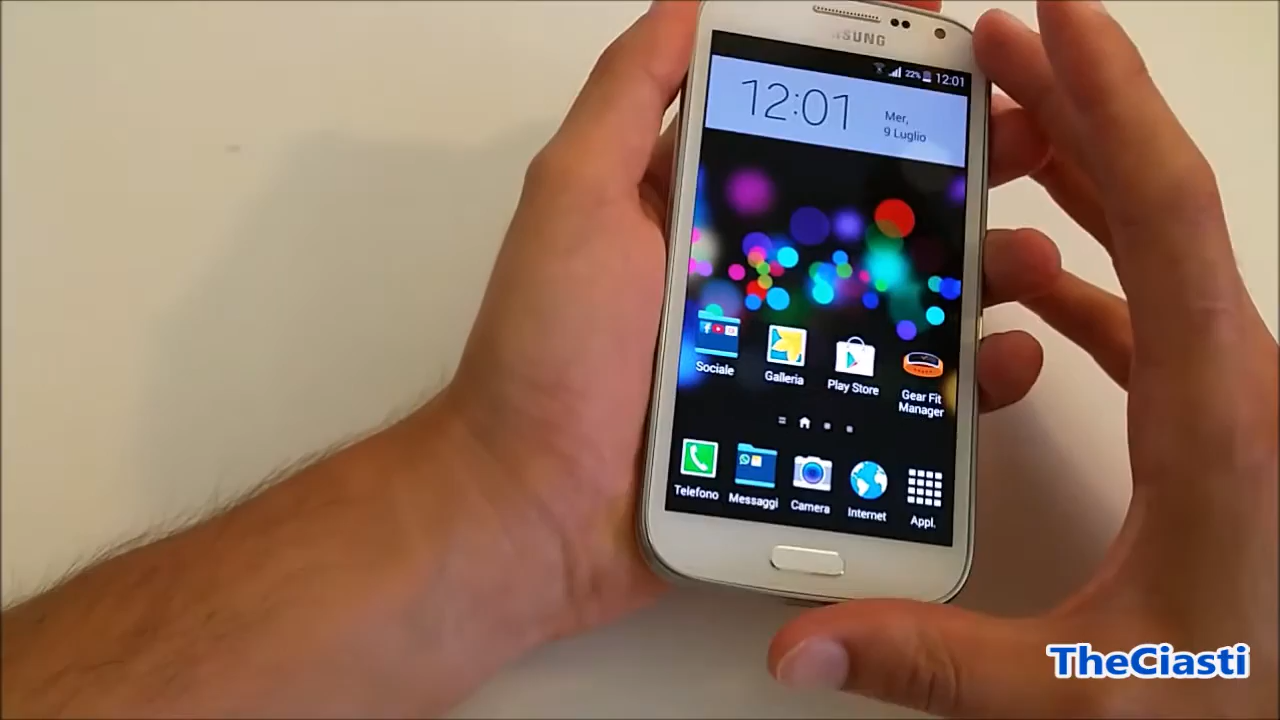 SUNG
22% 12:01
12:01
Mer,
9 Luglio
Sociale
Galleria
Play Store
Gear Fit
Manager
Telefono
Messaggi
Camera
Internet
Appl.
TheCiasti